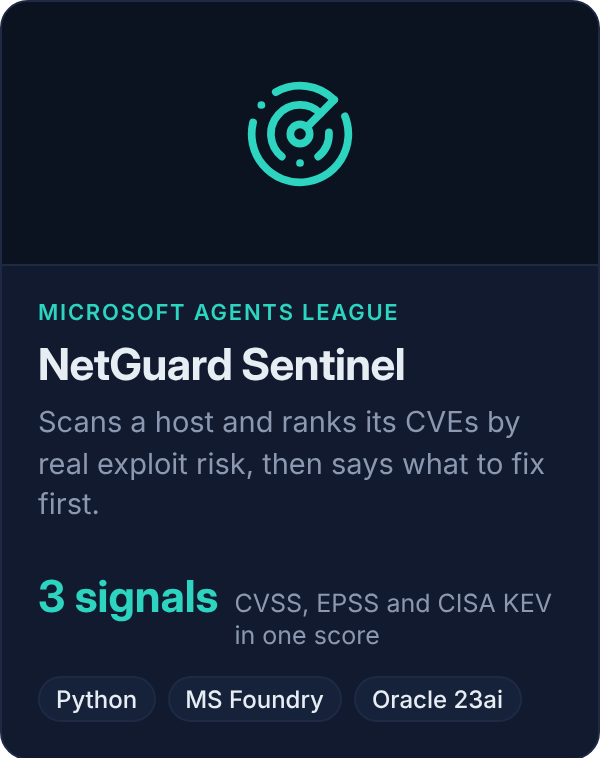 MICROSOFT AGENTS LEAGUE
NetGuard Sentinel
Scans a host and ranks its CVEs by
real exploit risk, then says what to fix
first.
3 signals
CVSS, EPSS and CISA KEV
in one score
Python
MS Foundry
Oracle 23ai